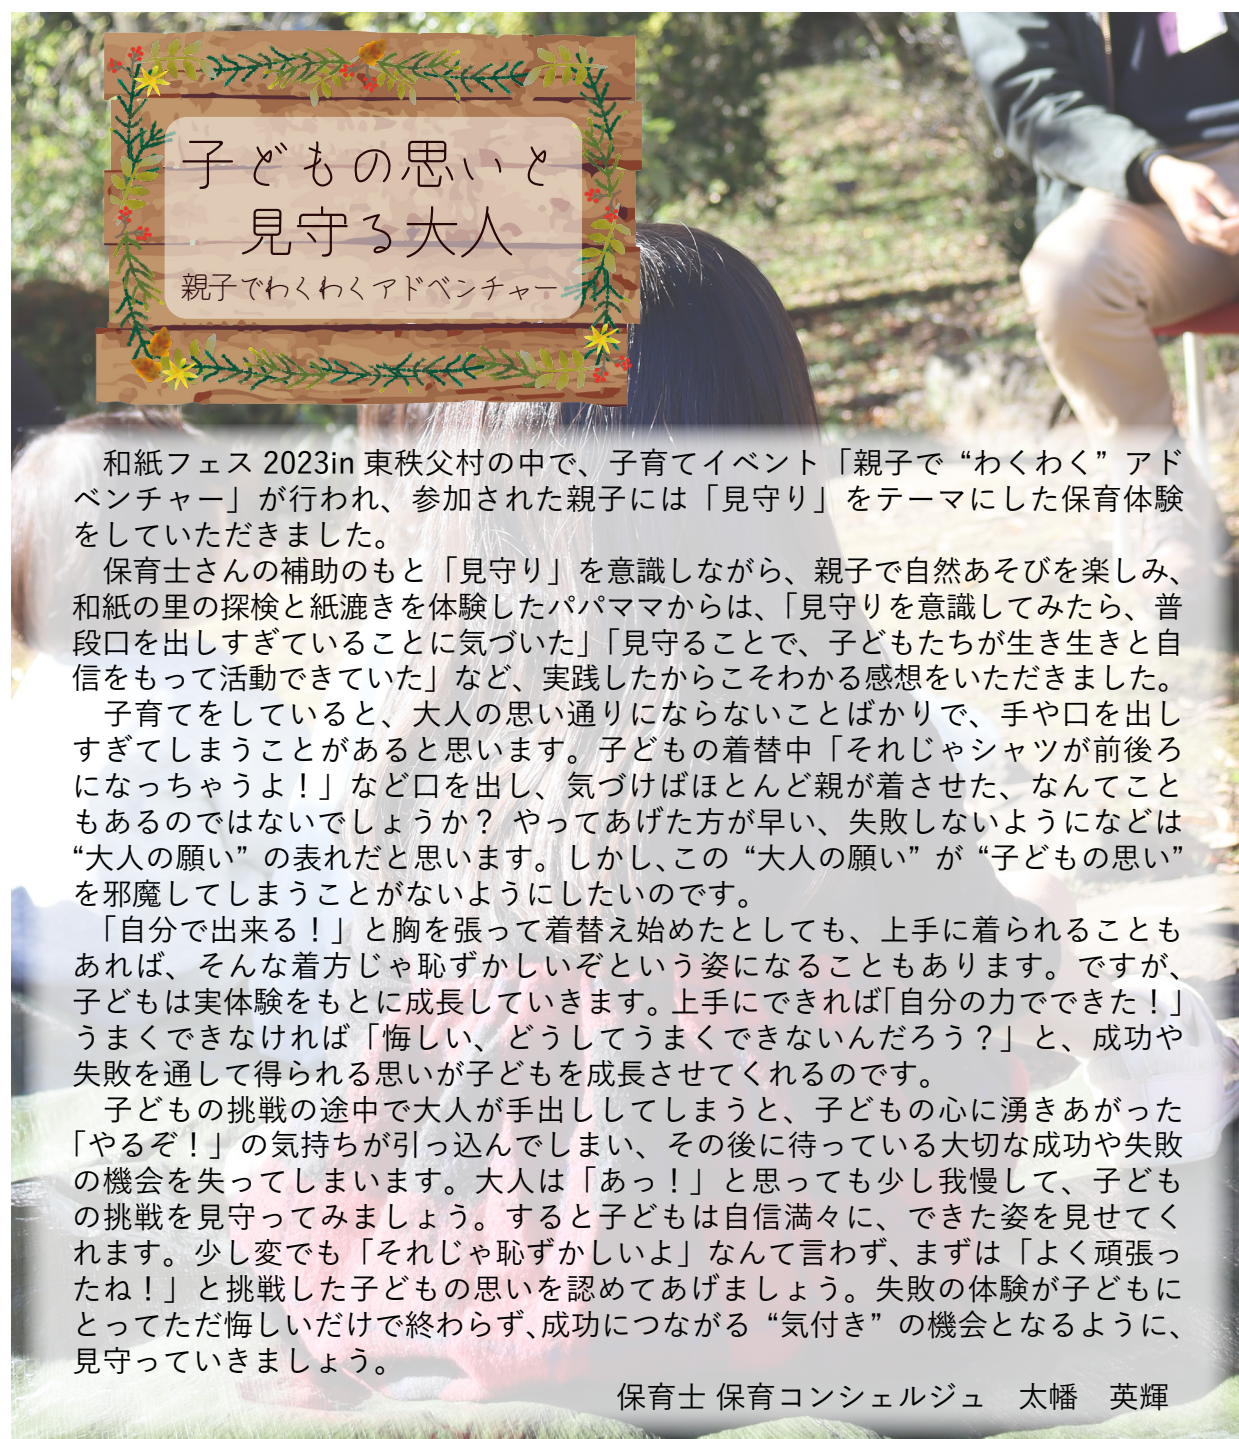 子どもの思いと
見守る大人
親子でわくわくアドベンチャー
　和紙フェス 2023in 東秩父村の中で、子育てイベント「親子で “わくわく” アド
ベンチャー」が行われ、参加された親子には「見守り」をテーマにした保育体験
をしていただきました。
　保育士さんの補助のもと「見守り」を意識しながら、親子で自然あそびを楽しみ、
和紙の里の探検と紙漉きを体験したパパママからは、「見守りを意識してみたら、普
段口を出しすぎていることに気づいた」「見守ることで、子どもたちが生き生きと自
信をもって活動できていた」など、実践したからこそわかる感想をいただきました。
　子育てをしていると、大人の思い通りにならないことばかりで、手や口を出し
すぎてしまうことがあると思います。子どもの着替中「それじゃシャツが前後ろ
になっちゃうよ！」など口を出し、気づけばほとんど親が着させた、なんてこと
もあるのではないでしょうか？ やってあげた方が早い、失敗しないようになどは
“大人の願い” の表れだと思います。しかし、この “大人の願い” が “子どもの思い”
を邪魔してしまうことがないようにしたいのです。
　「自分で出来る！」と胸を張って着替え始めたとしても、上手に着られることも
あれば、そんな着方じゃ恥ずかしいぞという姿になることもあります。ですが、
子どもは実体験をもとに成長していきます。上手にできれば「自分の力でできた！」
うまくできなければ「悔しい、どうしてうまくできないんだろう？」と、成功や
失敗を通して得られる思いが子どもを成長させてくれるのです。
　子どもの挑戦の途中で大人が手出ししてしまうと、子どもの心に湧きあがった
「やるぞ！」の気持ちが引っ込んでしまい、その後に待っている大切な成功や失敗
の機会を失ってしまいます。大人は「あっ！」と思っても少し我慢して、子ども
の挑戦を見守ってみましょう。すると子どもは自信満々に、できた姿を見せてく
れます。少し変でも「それじゃ恥ずかしいよ」なんて言わず、まずは「よく頑張っ
たね！」と挑戦した子どもの思いを認めてあげましょう。失敗の体験が子どもに
とってただ悔しいだけで終わらず、成功につながる “気付き” の機会となるように、
見守っていきましょう。
保育士 保育コンシェルジュ　太幡　英輝